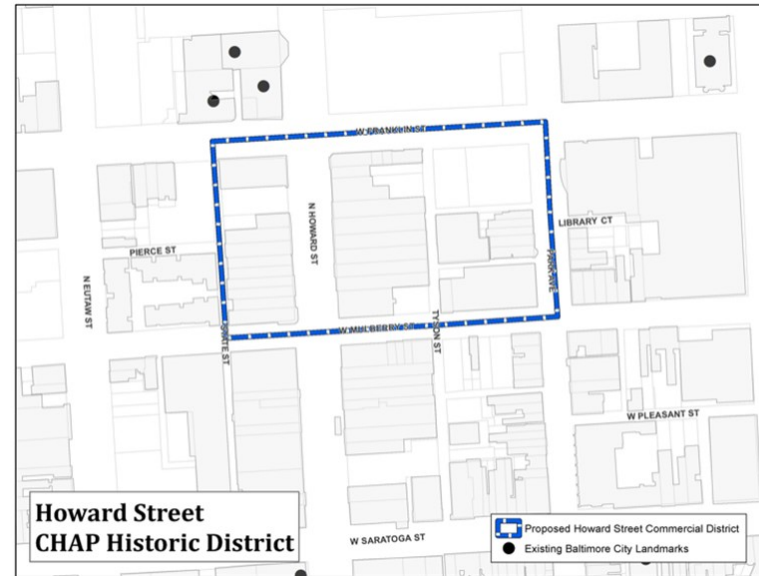 W FRANKLIN ST
N HOWARD ST
LIBRARY CT
PIERCE ST
PARK AVE
N EUTAW ST
W MULBERRY ST
TYSON ST
W PLEASANT ST
W SARATOGA ST
Howard Street
CHAP Historic District
Proposed Howard Street Commercial District
Existing Baltimore City Landmarks